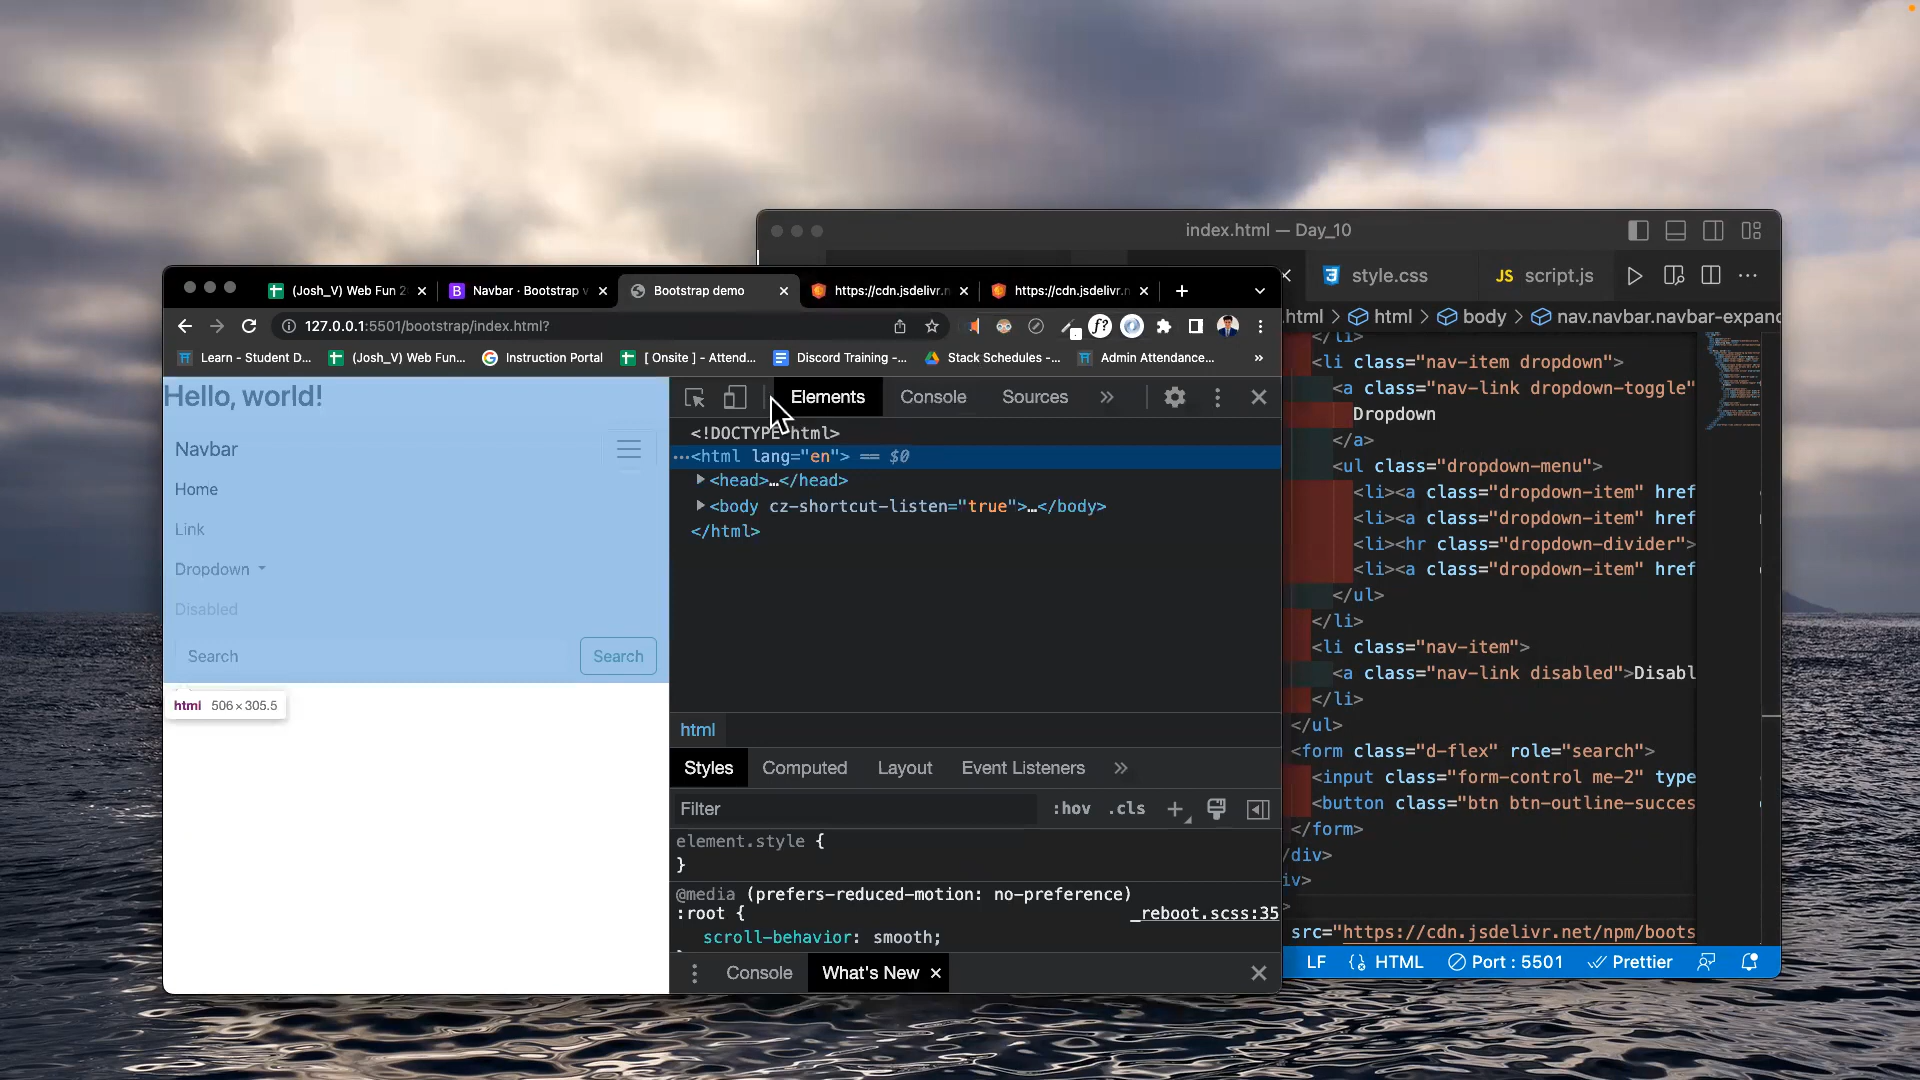 index.html — Day_10
style.css
JS script.js
.html > html > body > nav.navbar.navbar-expand
</li>
<li class="nav-item dropdown">
<a class="nav-link dropdown-toggle"
Dropdown
</a>
<ul class="dropdown-menu">
<li><a class="dropdown-item" href
<li><a class="dropdown-item" href
<li><hr class="dropdown-divider">
<li><a class="dropdown-item" href
</ul>
</li>
<li class="nav-item">
<a class="nav-link disabled">Disabl
</li>
</ul>
<form class="d-flex" role="search">
<input class="form-control me-2" type
<button class="btn btn-outline-succes
</form>
/div>
iv>
>
src="https://cdn.jsdelivr.net/npm/boots
LF {} HTML Port : 5501 Prettier
(Josh_V) Web Fun 2
Navbar · Bootstrap v
Bootstrap demo
https://cdn.jsdelivr.n
https://cdn.jsdelivr.n
127.0.0.1:5501/bootstrap/index.html?
Learn - Student D...
(Josh_V) Web Fun...
Instruction Portal
[ Onsite ] - Attend...
Discord Training -...
Stack Schedules -...
Admin Attendance...
Hello, world!
Navbar
Home
Link
Dropdown
Disabled
Search
Search
html 506 × 305.5
Elements Console Sources »
<!DOCTYPE html>
···<html lang="en"> == $0
<head>…</head>
<body cz-shortcut-listen="true">…</body>
</html>
html
Styles Computed Layout Event Listeners »
Filter :hov .cls +
element.style {
}
@media (prefers-reduced-motion: no-preference)
:root { _reboot.scss:35
scroll-behavior: smooth;
Console What's New ×